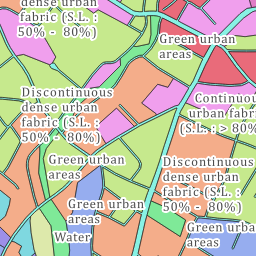 dense urban
fabric (S.L. :
50% -  80%)
Green urban
areas
Discontinuous
dense urban
fabric (S.L. :
50% -  80%)
Continuous
urban fabric
(S.L. : > 80%
Green urban
areas
Discontinuous
dense urban
fabric (S.L. :
50% -  80%)
Green urban
areas
Green urban
areas
Water